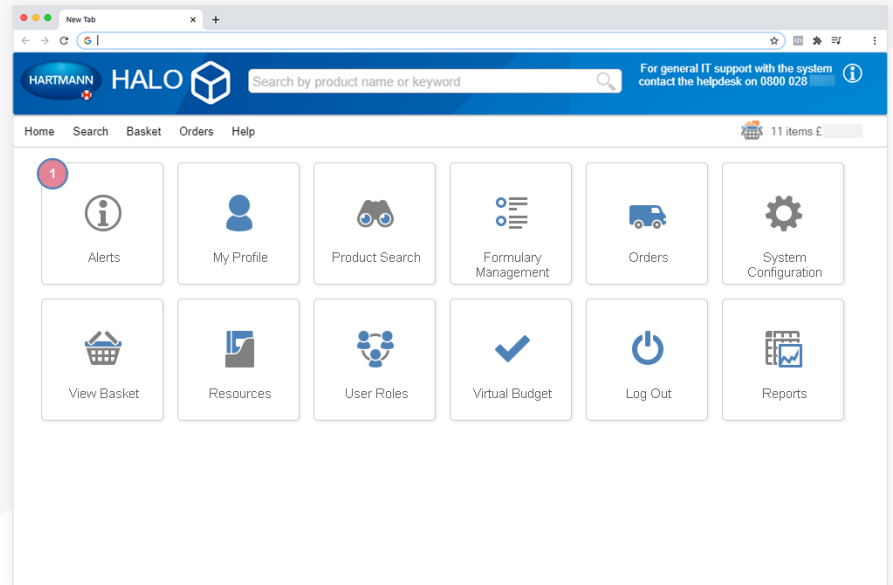 New Tab
HARTMANN HALO
Search by product name or keyword
For general IT support with the system
contact the helpdesk on 0800 028
Home Search Basket Orders Help
11 items £
1
Alerts
My Profile
Product Search
Formulary
Management
Orders
System
Configuration
View Basket
Resources
User Roles
Virtual Budget
Log Out
Reports